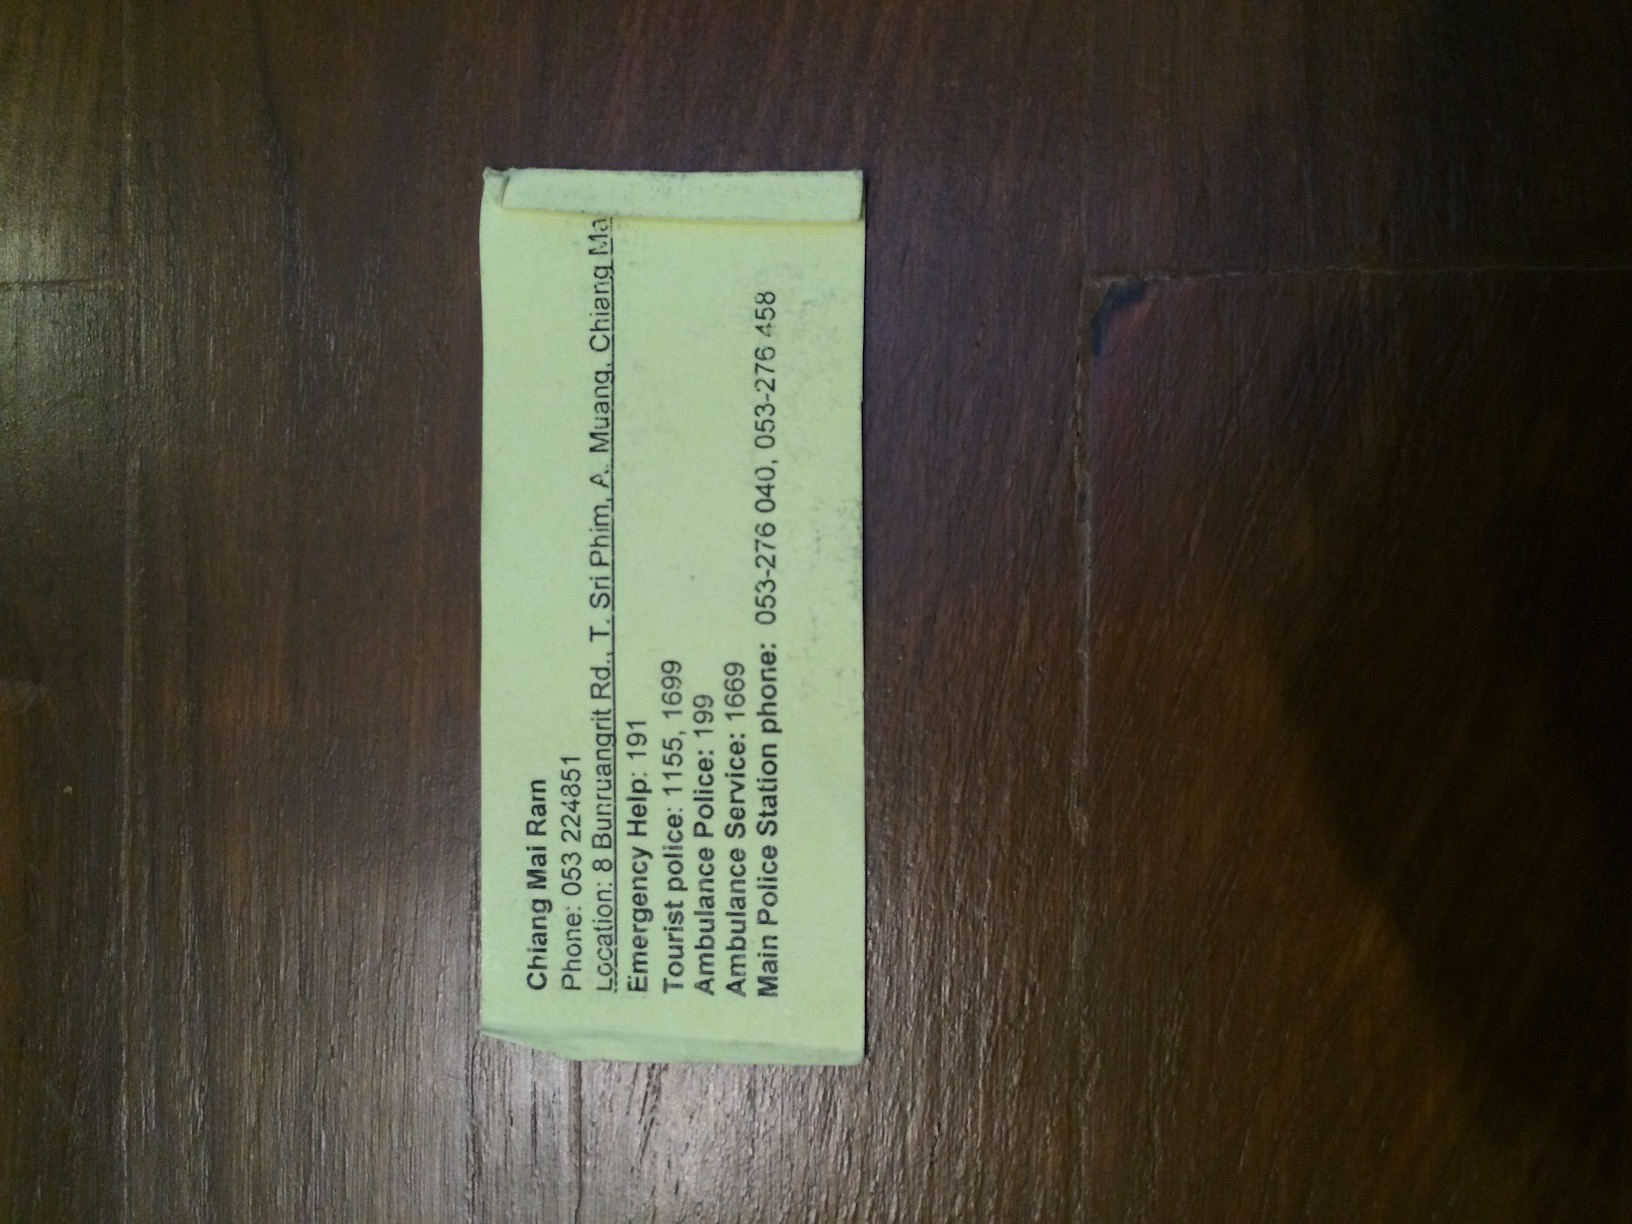 Chiang Mai Ram
Phone: 053 224851
Location: 8 Bunruangrit Rd., T. Sri Phim, A. Muang, Chiang Ma
Emergency Help: 191
Tourist police: 1155, 1699
Ambulance Police: 199
Ambulance Service: 1669
Main Police Station phone: 053-276 040, 053-276 458